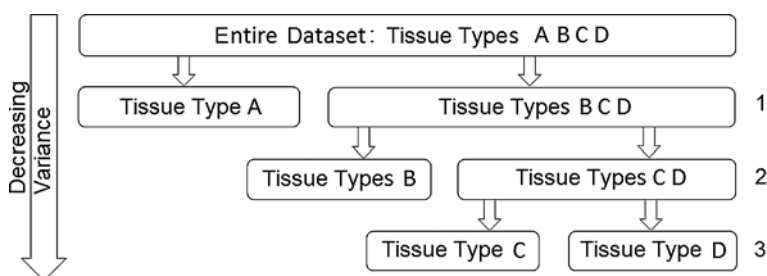 Entire Dataset: Tissue Types A B C D
Tissue Type A
Tissue Types B C D
1
Tissue Types B
Tissue Types C D
2
Tissue Type C
Tissue Type D
3
Decreasing
Variance